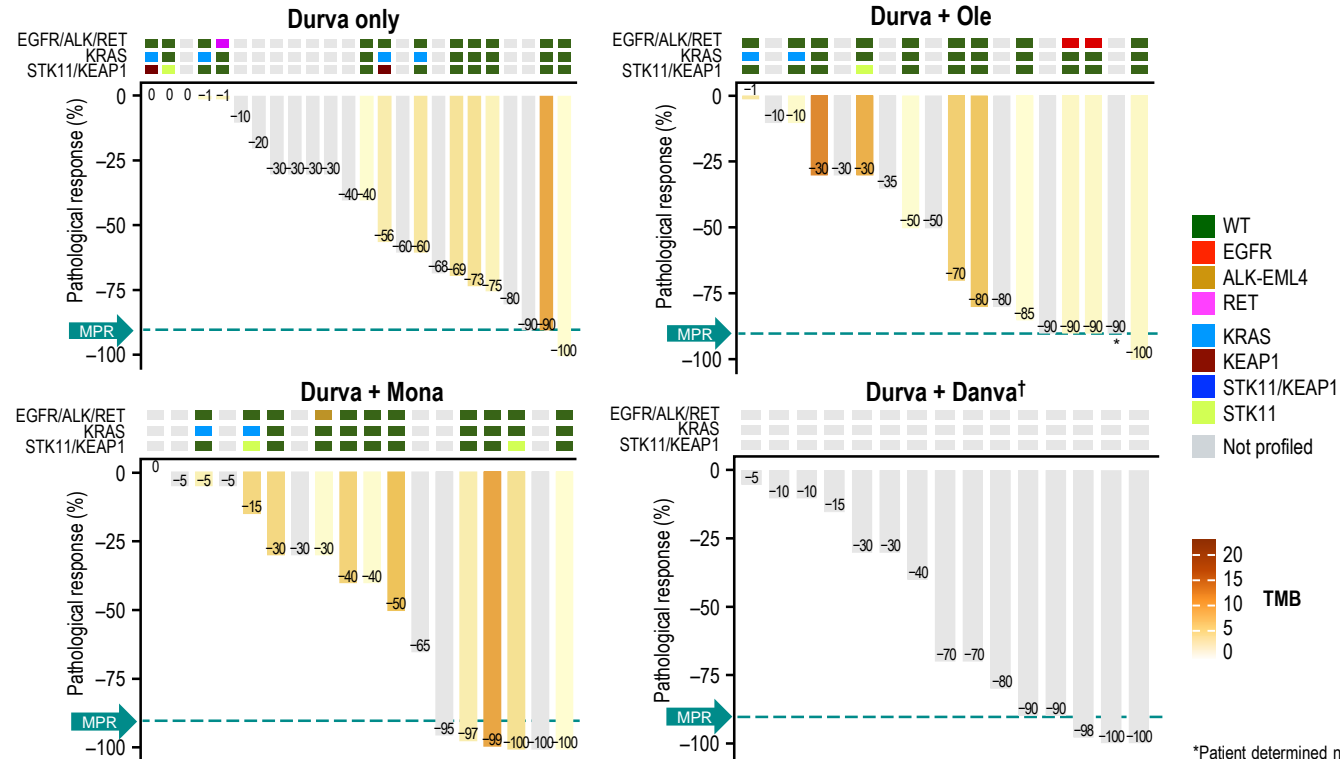 Durva only
EGFR/ALK/RET
KRAS
STK11/KEAP1
Pathological response (%)
0
−25
−50
−75
−100
MPR
0 0 0 −1 −1 −10 −20 −30 −30 −30 −30 −40 −40 −56 −60 −60 −68 −69 −73 −75 −80 −90 −90 −100
Durva + Ole
EGFR/ALK/RET
KRAS
STK11/KEAP1
Pathological response (%)
0
−25
−50
−75
−100
MPR
−1 −10 −10 −30 −30 −30 −35 −50 −50 −70 −80 −80 −85 −90 −90 −90 −90 −100
*
Durva + Mona
EGFR/ALK/RET
KRAS
STK11/KEAP1
Pathological response (%)
0
−25
−50
−75
−100
MPR
0 −5 −5 −5 −15 −30 −30 −30 −40 −40 −50 −65 −95 −97 −99 −100 −100 −100
Durva + Danva†
EGFR/ALK/RET
KRAS
STK11/KEAP1
Pathological response (%)
0
−25
−50
−75
−100
MPR
−5 −10 −10 −15 −30 −30 −40 −70 −70 −80 −90 −90 −98 −100 −100
WT
EGFR
ALK-EML4
RET
KRAS
KEAP1
STK11/KEAP1
STK11
Not profiled
20
15
10
5
0
TMB
*Patient determined n